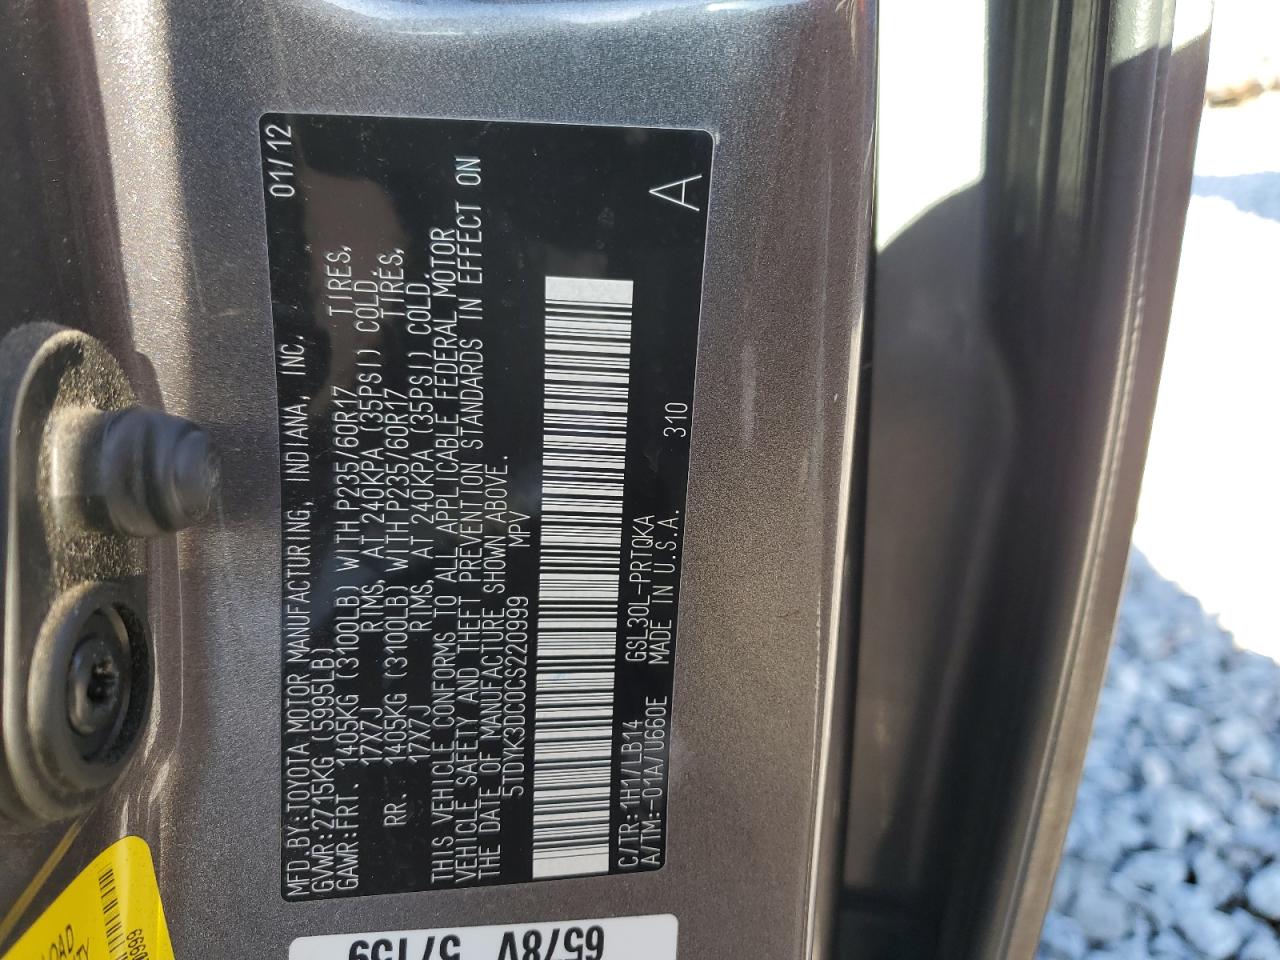 MFD.BY:TOYOTA MOTOR MANUFACTURING, INDIANA, INC. 01/12
GVWR:2715KG (5995LB)
GAWR:FRT. 1405KG (3100LB) WITH P235/60R17 TIRES,
17X7J RIMS, AT 240KPA (35PSI) COLD.
RR. 1405KG (3100LB) WITH P235/60R17 TIRES,
17X7J RIMS, AT 240KPA (35PSI) COLD.
THIS VEHICLE CONFORMS TO ALL APPLICABLE FEDERAL MOTOR
VEHICLE SAFETY AND THEFT PREVENTION STANDARDS IN EFFECT ON
THE DATE OF MANUFACTURE SHOWN ABOVE.
5TDYK3DC0CS220999 MPV
C/TR:1H1/LB14 GSL30L-PRTQKA
A/TM:-01A/U660E MADE IN U.S.A. 310
A
6578V
57159